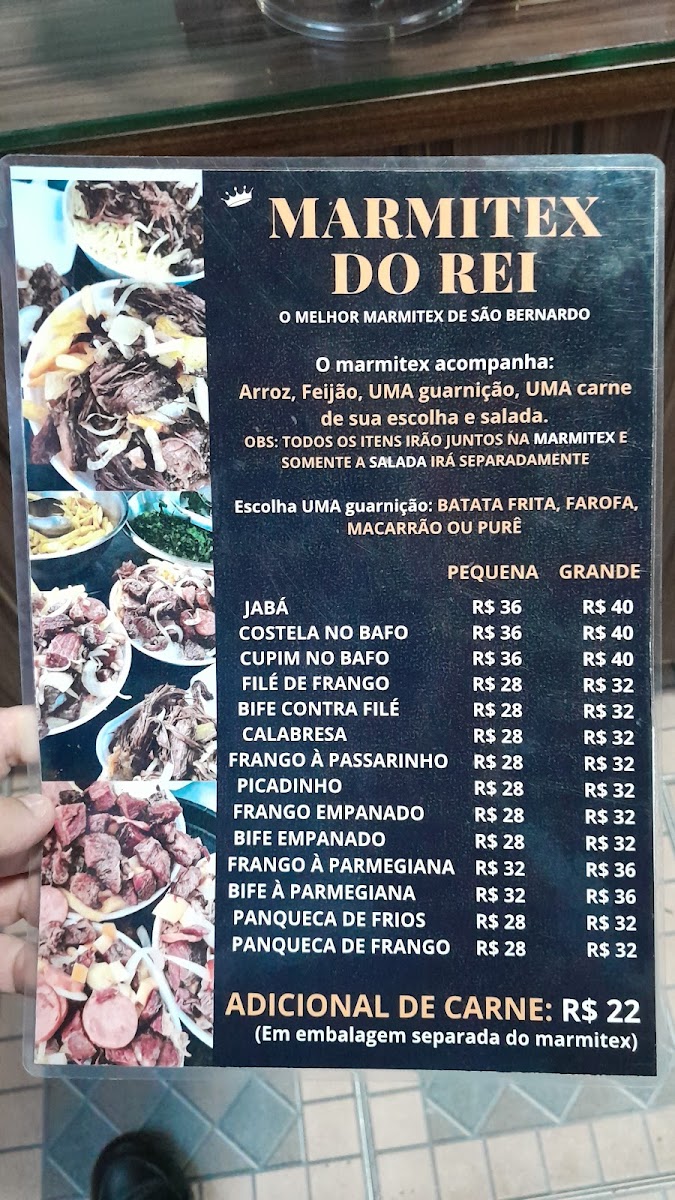 MARMITEX
DO REI
O MELHOR MARMITEX DE SÃO BERNARDO
O marmitex acompanha:
Arroz, Feijão, UMA guarnição, UMA carne
de sua escolha e salada.
OBS: TODOS OS ITENS IRÃO JUNTOS NA MARMITEX E
SOMENTE A SALADA IRÁ SEPARADAMENTE
Escolha UMA guarnição: BATATA FRITA, FAROFA,
MACARRÃO OU PURÊ
PEQUENA GRANDE
JABÁ R$ 36 R$ 40
COSTELA NO BAFO R$ 36 R$ 40
CUPIM NO BAFO R$ 36 R$ 40
FILÉ DE FRANGO R$ 28 R$ 32
BIFE CONTRA FILÉ R$ 28 R$ 32
CALABRESA R$ 28 R$ 32
FRANGO À PASSARINHO R$ 28 R$ 32
PICADINHO R$ 28 R$ 32
FRANGO EMPANADO R$ 28 R$ 32
BIFE EMPANADO R$ 28 R$ 32
FRANGO À PARMEGIANA R$ 32 R$ 36
BIFE À PARMEGIANA R$ 32 R$ 36
PANQUECA DE FRIOS R$ 28 R$ 32
PANQUECA DE FRANGO R$ 28 R$ 32
ADICIONAL DE CARNE: R$ 22
(Em embalagem separada do marmitex)